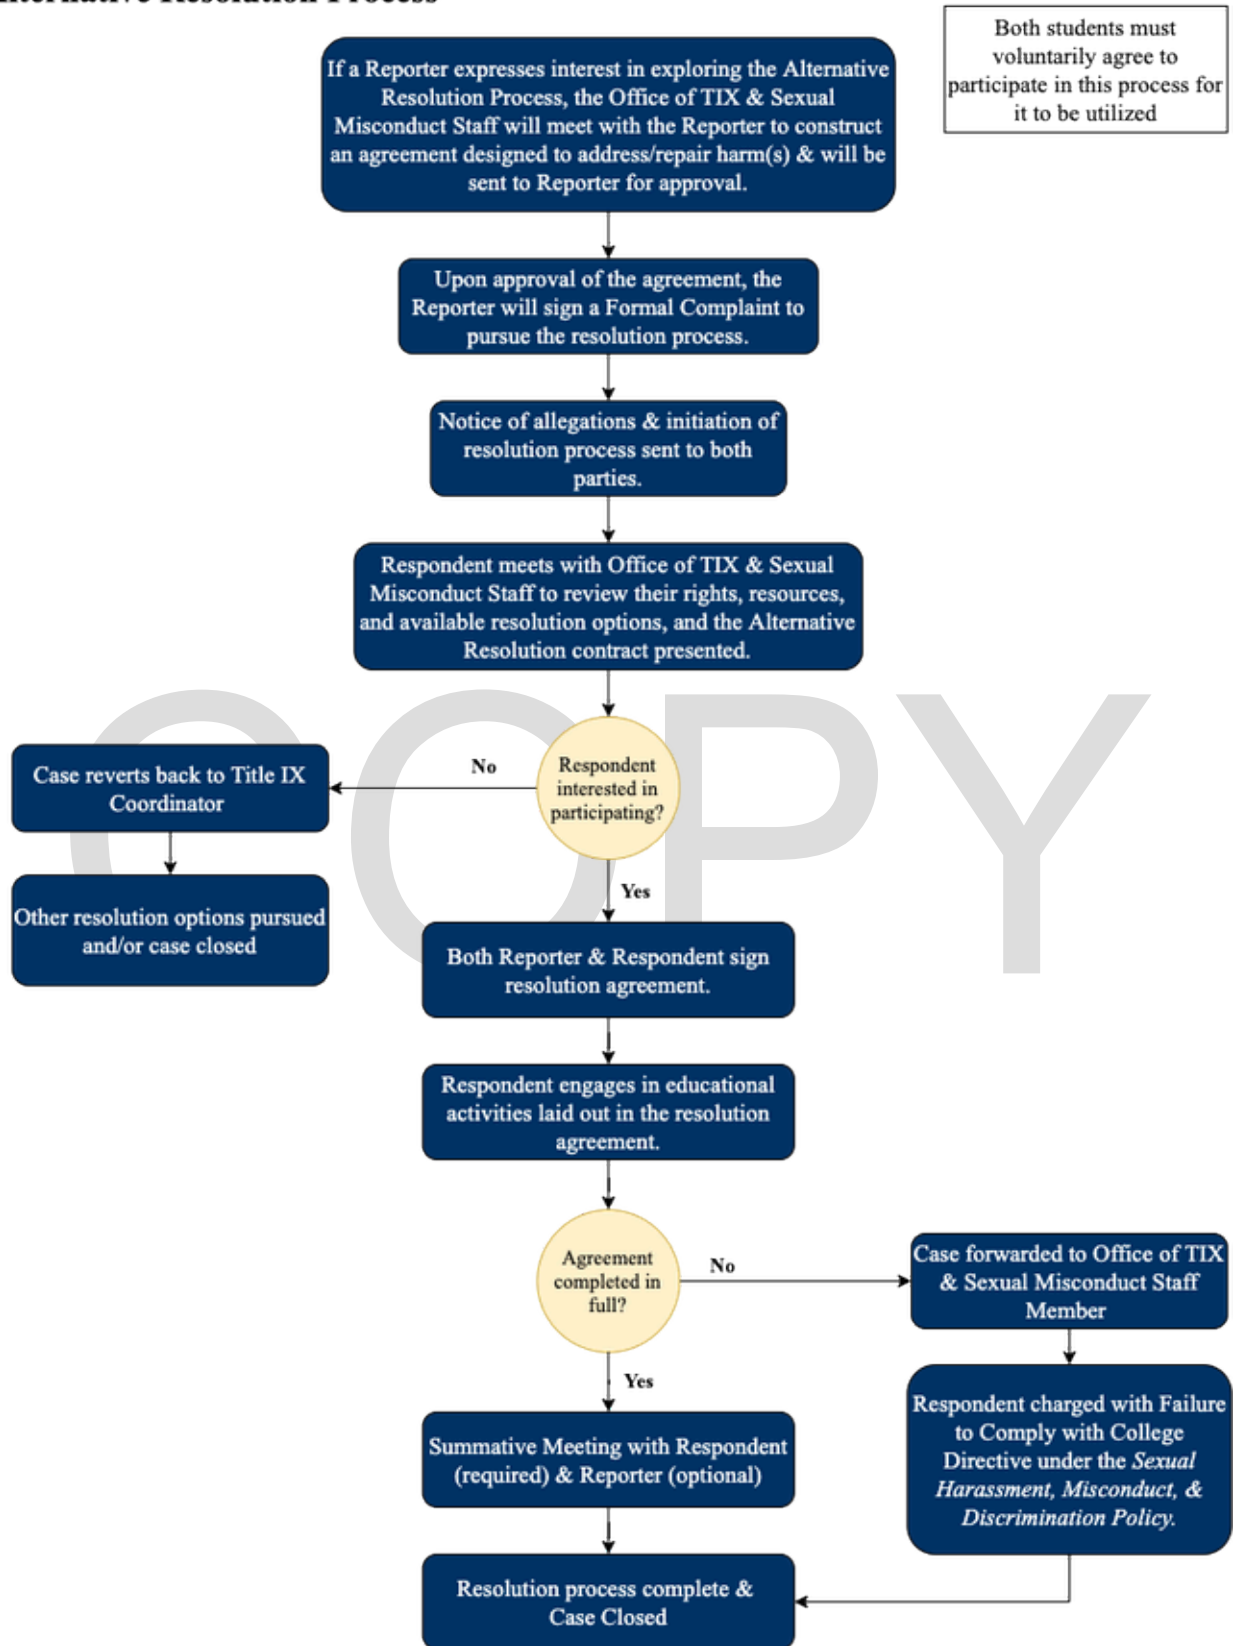 Alternative Resolution Process
Both students must
voluntarily agree to
participate in this process for
it to be utilized
If a Reporter expresses interest in exploring the Alternative
Resolution Process, the Office of TIX & Sexual
Misconduct Staff will meet with the Reporter to construct
an agreement designed to address/repair harm(s) & will be
sent to Reporter for approval.
Upon approval of the agreement, the
Reporter will sign a Formal Complaint to
pursue the resolution process.
Notice of allegations & initiation of
resolution process sent to both
parties.
Respondent meets with Office of TIX & Sexual
Misconduct Staff to review their rights, resources,
and available resolution options, and the Alternative
Resolution contract presented.
COPY
Respondent
interested in
participating?
No
Case reverts back to Title IX
Coordinator
Other resolution options pursued
and/or case closed
Yes
Both Reporter & Respondent sign
resolution agreement.
Respondent engages in educational
activities laid out in the resolution
agreement.
Agreement
completed in
full?
No
Case forwarded to Office of TIX
& Sexual Misconduct Staff
Member
Respondent charged with Failure
to Comply with College
Directive under the Sexual
Harassment, Misconduct, &
Discrimination Policy.
Yes
Summative Meeting with Respondent
(required) & Reporter (optional)
Resolution process complete &
Case Closed